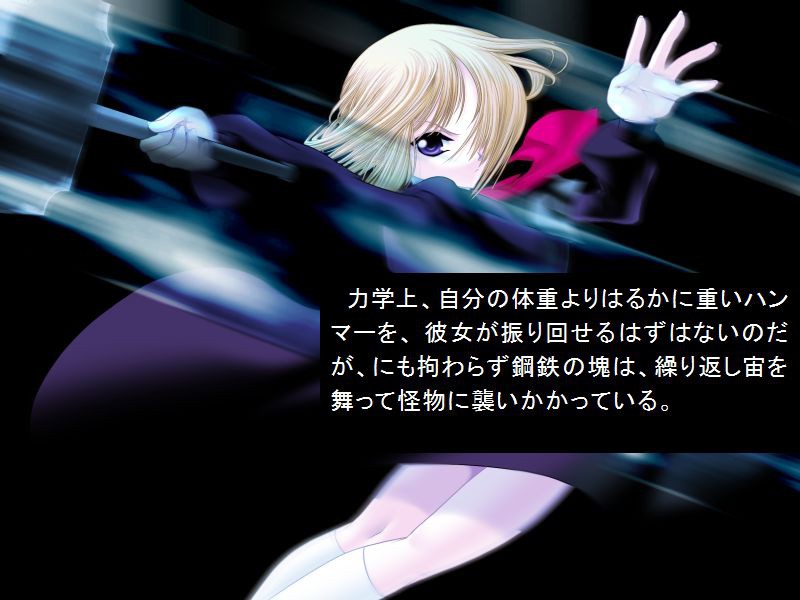 力学上、自分の体重よりはるかに重いハン
マーを、彼女が振り回せるはずはないのだ
が、にも拘わらず鋼鉄の塊は、繰り返し宙を
舞って怪物に襲いかかっている。